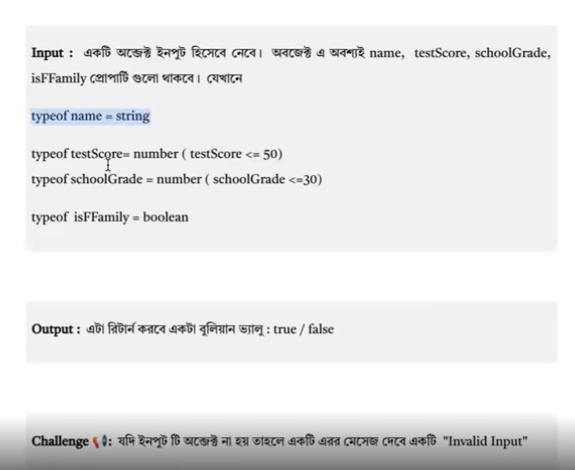 Input : একটি অব্জেক্ট ইনপুট হিসেবে নেবে। অবজেক্ট এ অবশ্যই name, testScore, schoolGrade,
isFFamily প্রোপার্টি গুলো থাকবে। যেখানে
typeof name = string
typeof testScore= number ( testScore <= 50)
typeof schoolGrade = number ( schoolGrade <=30)
typeof isFFamily = boolean
Output : এটা রিটার্ন করবে একটা বুলিয়ান ভ্যালু : true / false
Challenge 📢: যদি ইনপুট টি অব্জেক্ট না হয় তাহলে একটি এরর মেসেজ দেবে একটি "Invalid Input"